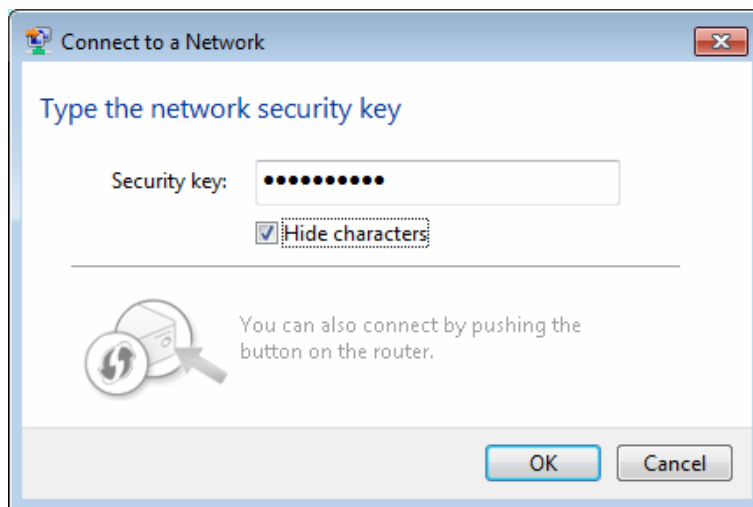 Connect to a Network
Type the network security key
Security key: ••••••••••
Hide characters
You can also connect by pushing the
button on the router.
OK Cancel